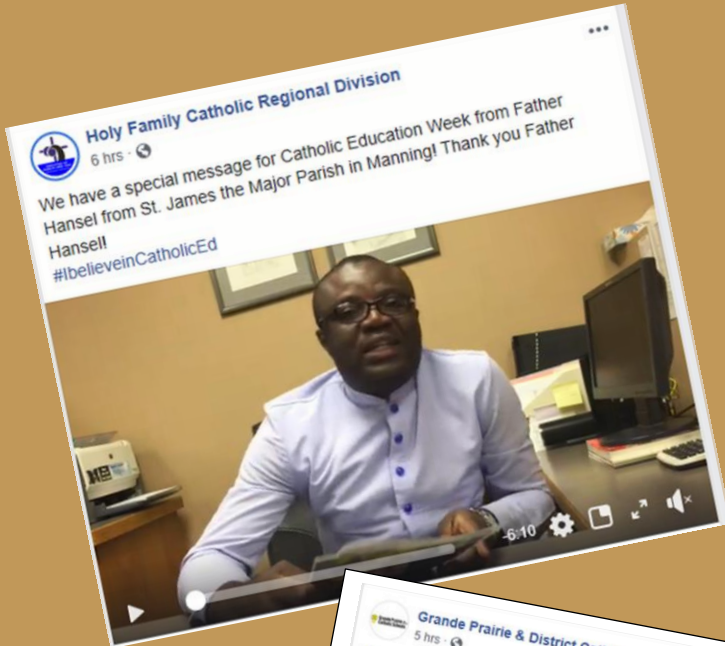 Holy Family Catholic Regional Division
6 hrs ·
We have a special message for Catholic Education Week from Father
Hansel from St. James the Major Parish in Manning! Thank you Father
Hansel!
#IbelieveinCatholicEd
-6:10
Grande Prairie & District
5 hrs ·